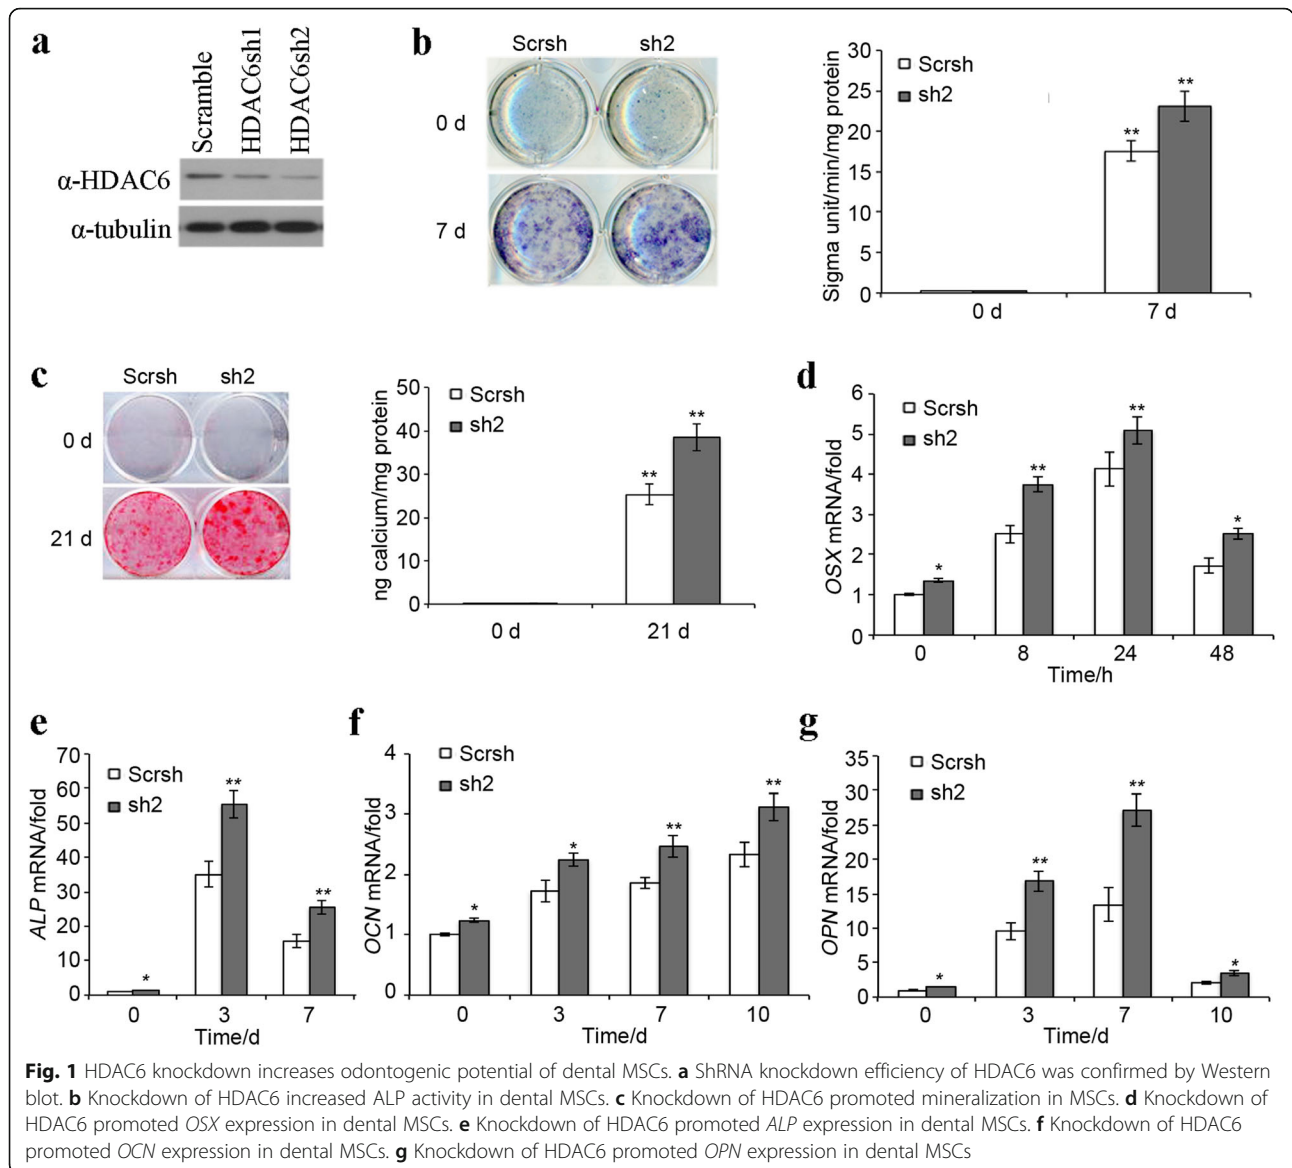 a
Scramble
HDAC6sh1
HDAC6sh2
α-HDAC6
α-tubulin
b
Scrsh sh2
0 d
7 d
Sigma unit/min/mg protein
30
25
20
15
10
5
0
Scrsh
sh2
**
**
0 d 7 d
c
Scrsh sh2
0 d
21 d
ng calcium/mg protein
50
40
30
20
10
0
Scrsh
sh2
**
**
0 d 21 d
d
OSX mRNA/fold
6
5
4
3
2
1
0
Scrsh
sh2
*
**
**
*
0 8 24 48
Time/h
e
ALP mRNA/fold
70
60
50
40
30
20
10
0
Scrsh
sh2
*
**
**
0 3 7
Time/d
f
OCN mRNA/fold
4
3
2
1
0
Scrsh
sh2
*
*
**
**
0 3 7 10
Time/d
g
OPN mRNA/fold
35
30
25
20
15
10
5
0
Scrsh
sh2
*
**
**
*
0 3 7 10
Time/d
Fig. 1 HDAC6 knockdown increases odontogenic potential of dental MSCs. a ShRNA knockdown efficiency of HDAC6 was confirmed by Western
blot. b Knockdown of HDAC6 increased ALP activity in dental MSCs. c Knockdown of HDAC6 promoted mineralization in MSCs. d Knockdown of
HDAC6 promoted OSX expression in dental MSCs. e Knockdown of HDAC6 promoted ALP expression in dental MSCs. f Knockdown of HDAC6
promoted OCN expression in dental MSCs. g Knockdown of HDAC6 promoted OPN expression in dental MSCs